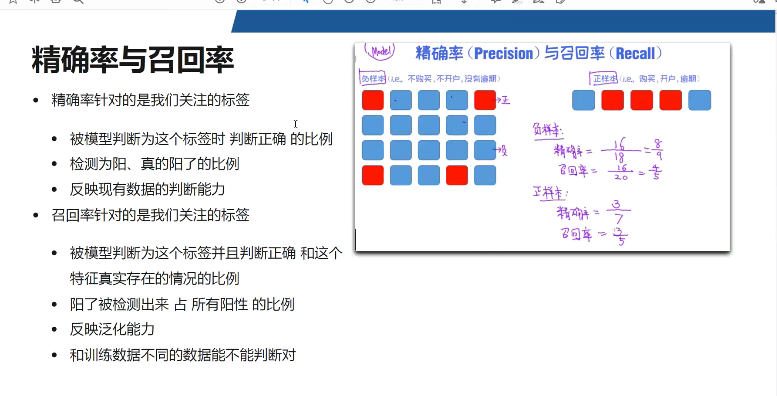 精确率与召回率
• 精确率针对的是我们关注的标签
• 被模型判断为这个标签时 判断正确 的比例
• 检测为阳、真的阳了的比例
• 反映现有数据的判断能力
• 召回率针对的是我们关注的标签
• 被模型判断为这个标签并且判断正确 和这个
特征真实存在的情况的比例
• 阳了被检测出来 占 所有阳性 的比例
• 反映泛化能力
• 和训练数据不同的数据能不能判断对
Model
精确率(Precision)与召回率(Recall)
负样本(i.e. 不购买, 不开户, 没有逾期)
正样本(i.e. 购买, 开户, 逾期)
→正
负样本:
精确率 = 16/18 = 8/9
召回率 = 16/20 = 4/5
正样本:
精确率 = 3/7
召回率 = 3/5